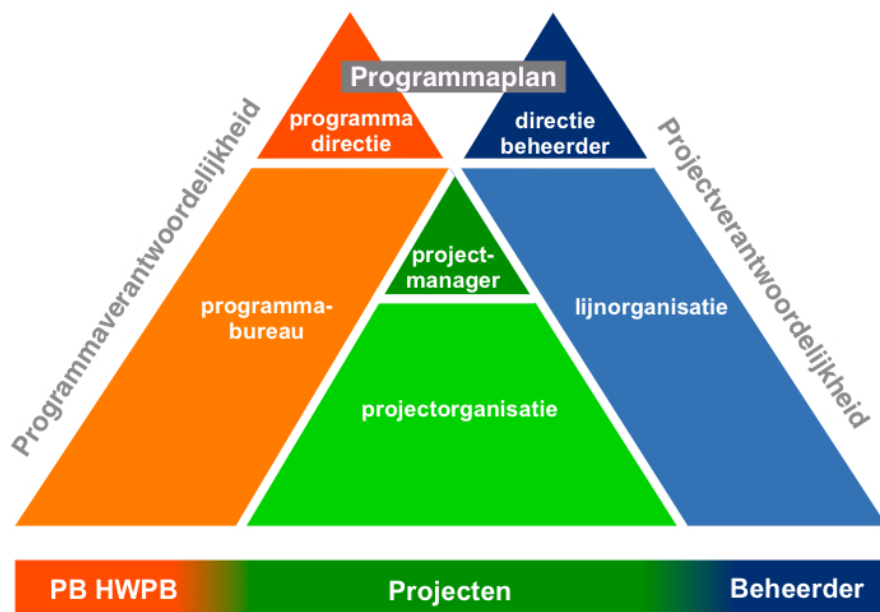 Programmaplan
programma
directie
directie
beheerder
Programmaverantwoordelijkheid
Projectverantwoordelijkheid
project-
manager
programma-
bureau
lijnorganisatie
projectorganisatie
PB HWPB
Projecten
Beheerder